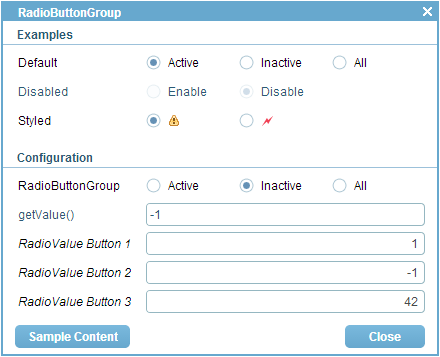 RadioButtonGroup
Examples
Default Active Inactive All
Disabled Enable Disable
Styled
Configuration
RadioButtonGroup Active Inactive All
getValue() -1
RadioValue Button 1 1
RadioValue Button 2 -1
RadioValue Button 3 42
Sample Content Close